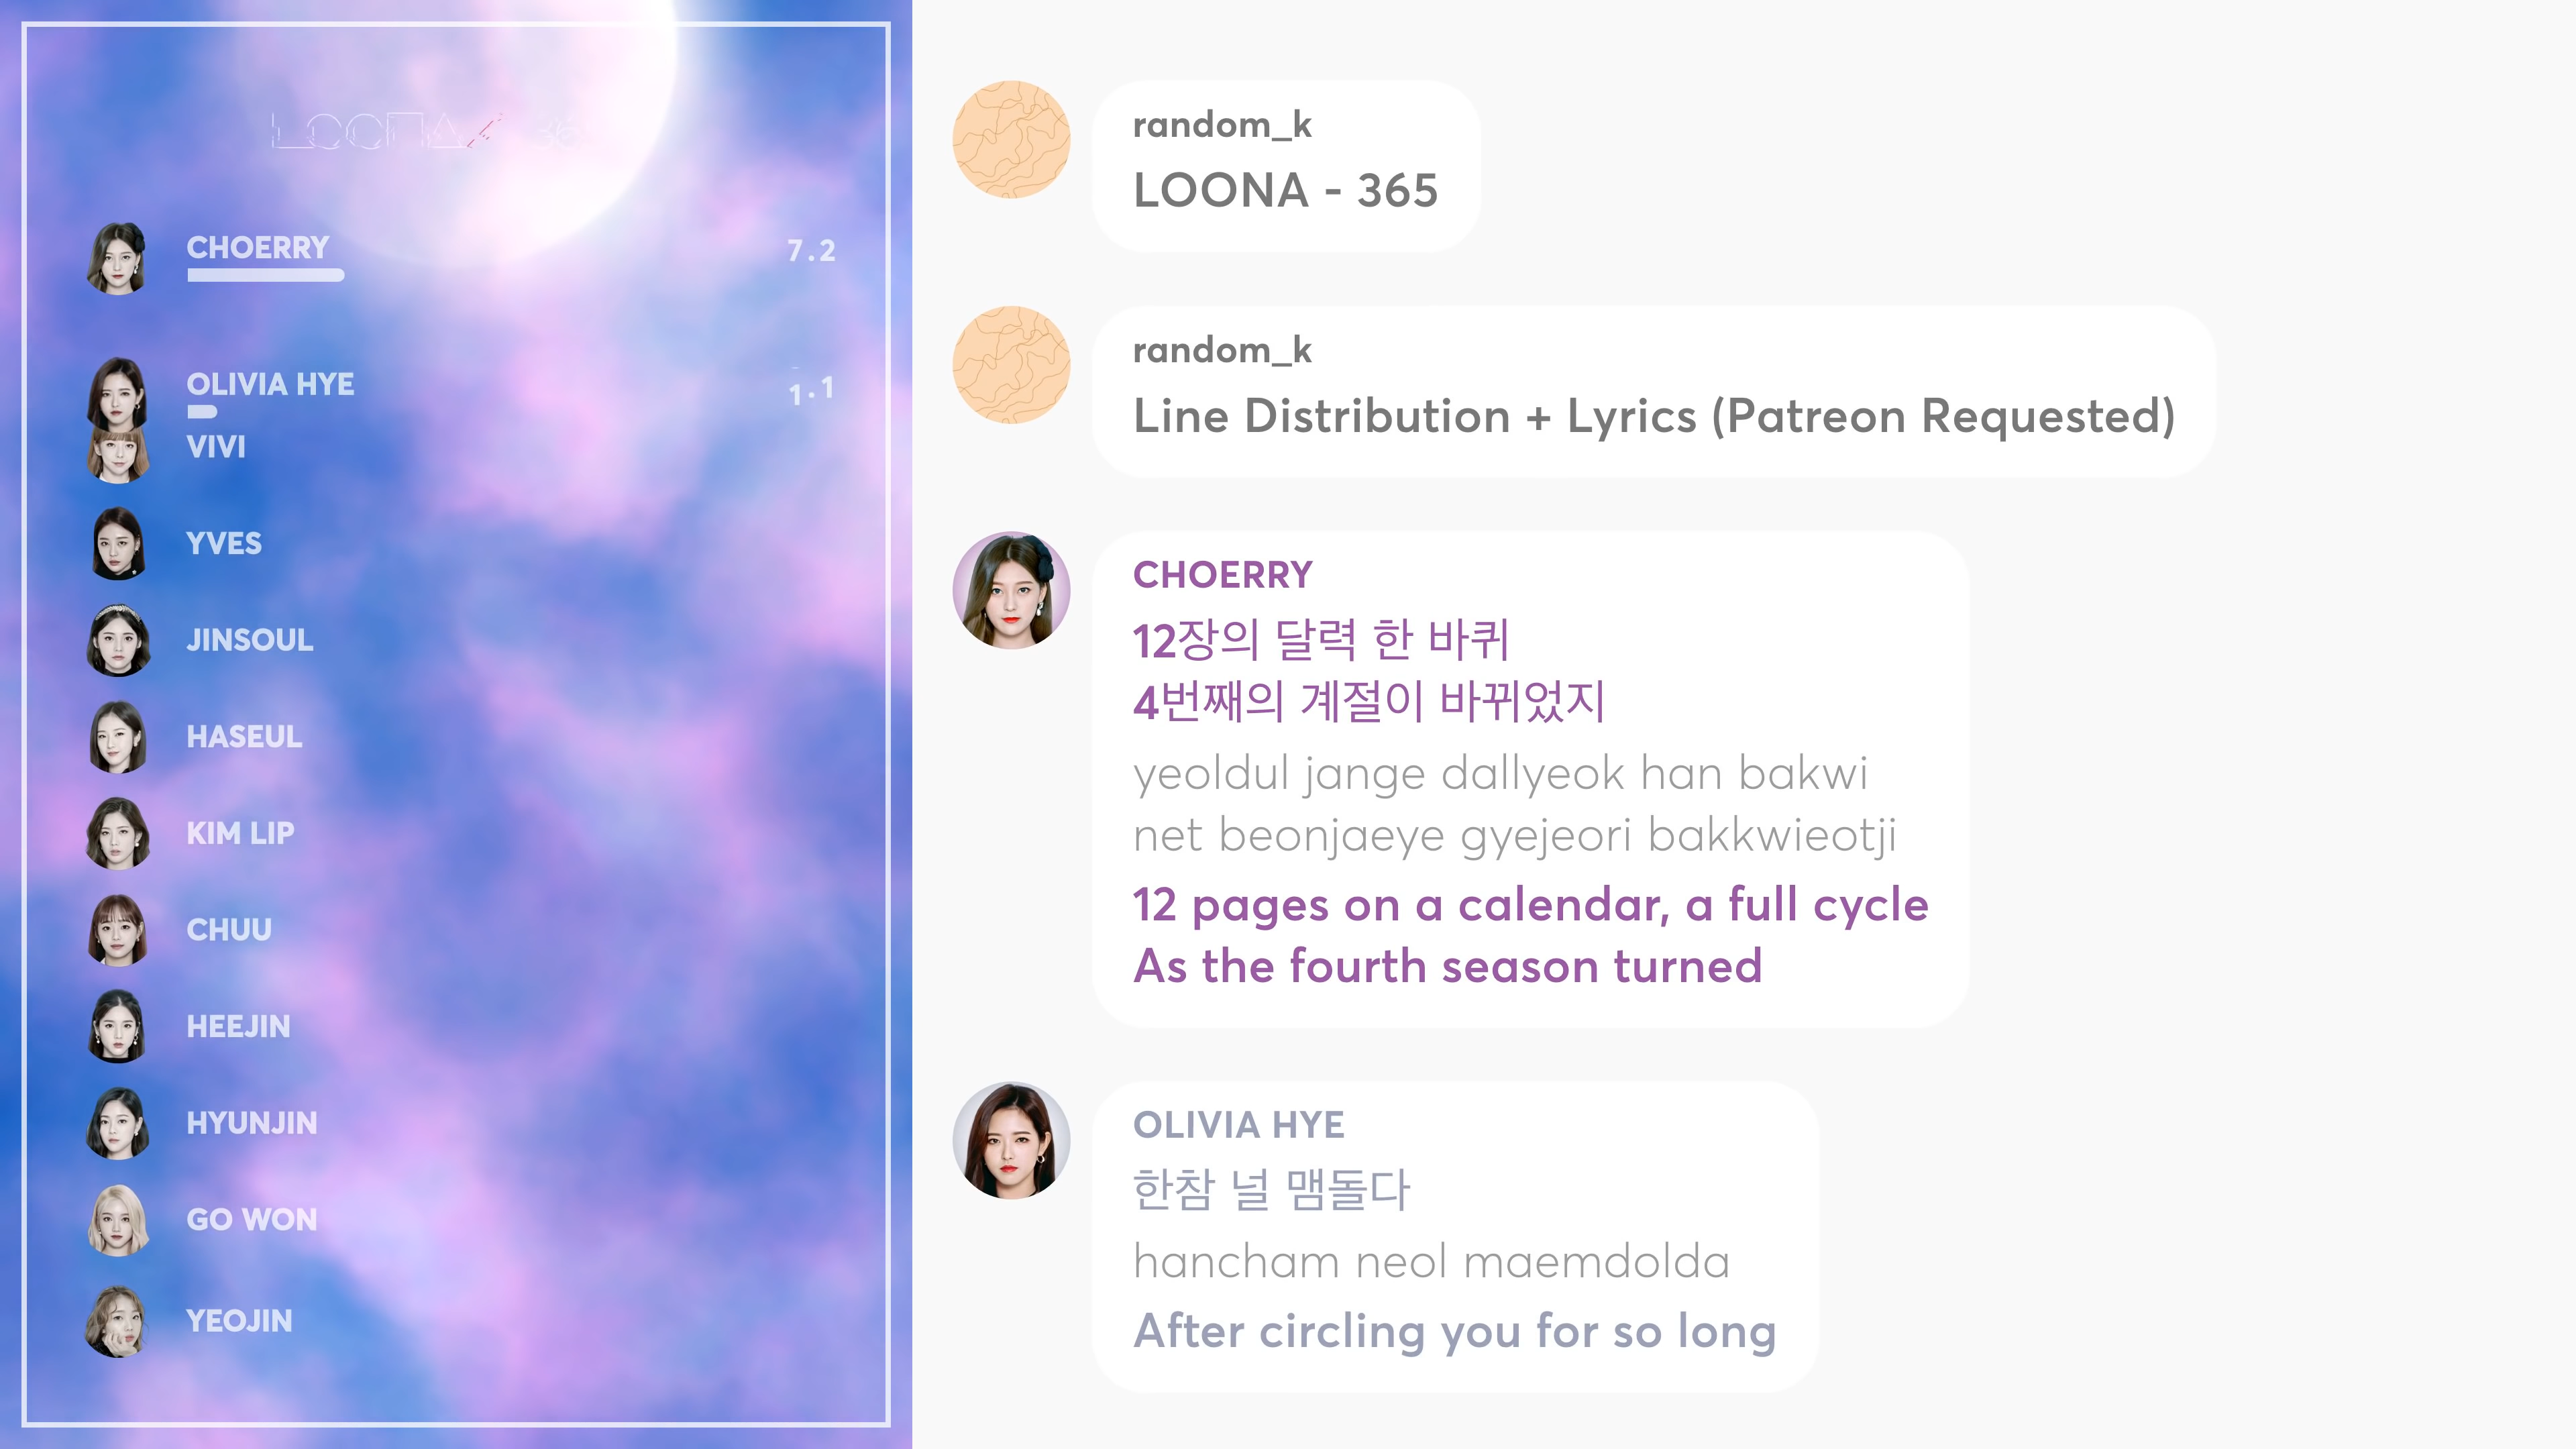 LOONA 365
CHOERRY
7.2
OLIVIA HYE
1.1
VIVI
YVES
JINSOUL
HASEUL
KIM LIP
CHUU
HEEJIN
HYUNJIN
GO WON
YEOJIN
random_k
LOONA - 365
random_k
Line Distribution + Lyrics (Patreon Requested)
CHOERRY
12장의 달력 한 바퀴
4번째의 계절이 바뀌었지
yeoldul jange dallyeok han bakwi
net beonjaeye gyejeori bakkwieotji
12 pages on a calendar, a full cycle
As the fourth season turned
OLIVIA HYE
한참 널 맴돌다
hancham neol maemdolda
After circling you for so long